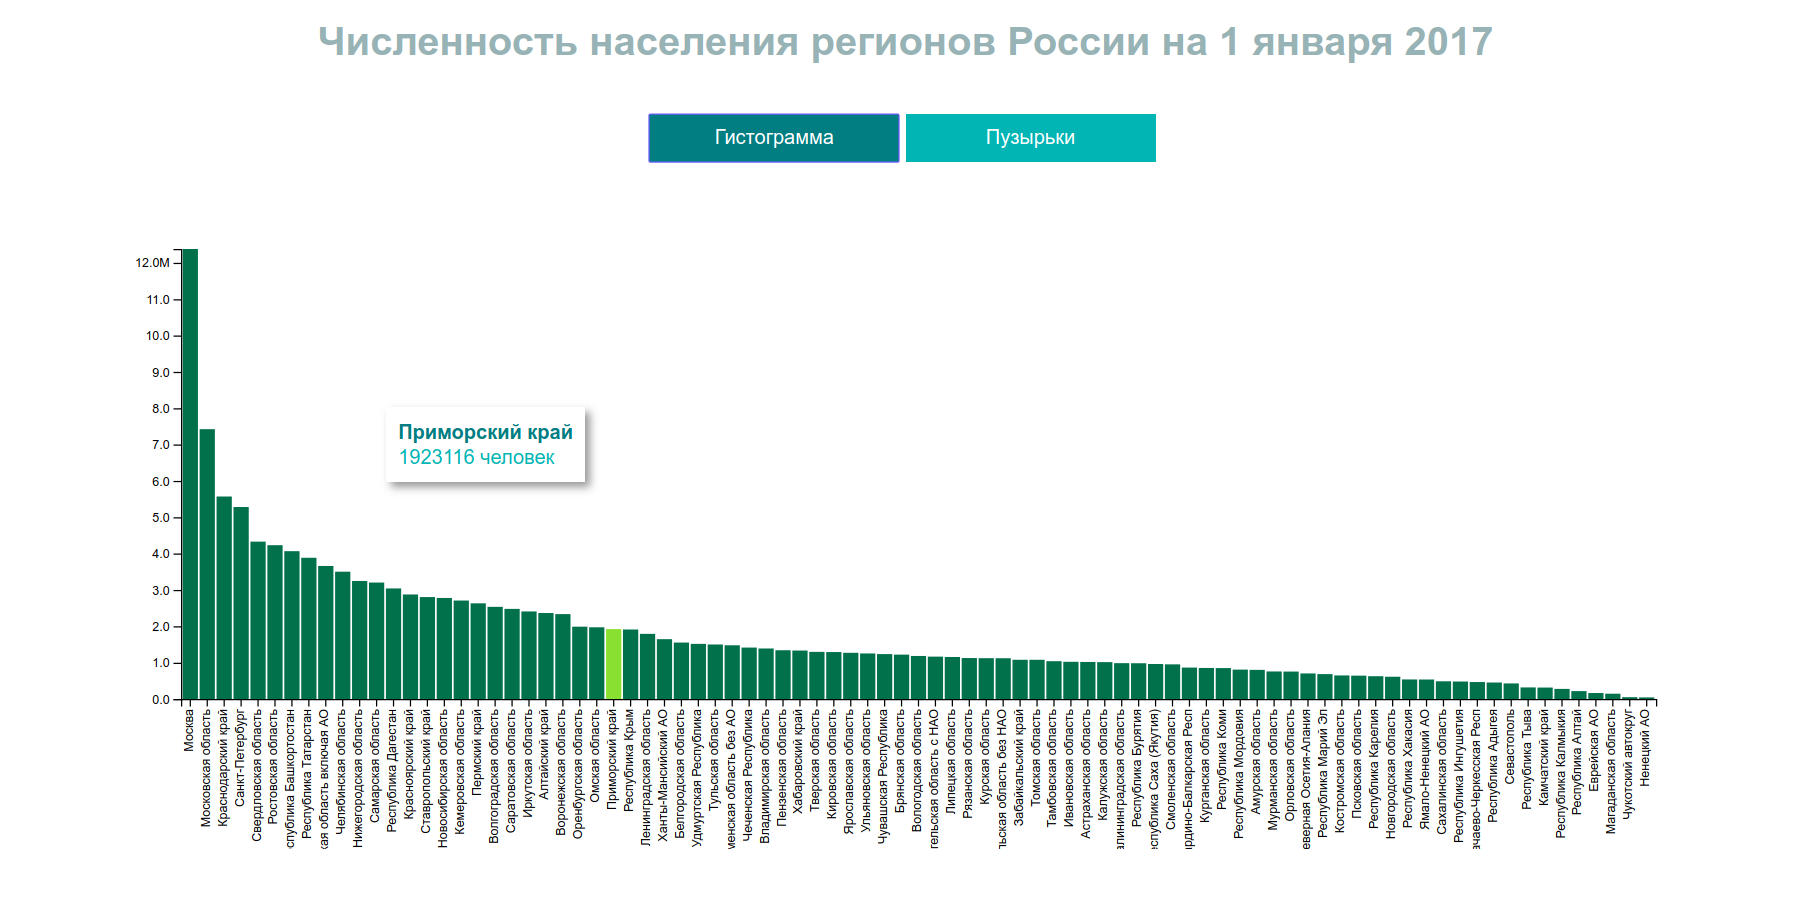 Численность населения регионов России на 1 января 2017
Гистограмма
Пузырьки
12.0M
11.0
10.0
9.0
8.0
7.0
6.0
5.0
4.0
3.0
2.0
1.0
0.0
Приморский край
1923116 человек
Москва
Московская область
Краснодарский край
Санкт-Петербург
Свердловская область
Ростовская область
спублика Башкортостан
Республика Татарстан
кая область включая АО
Челябинская область
Нижегородская область
Самарская область
Республика Дагестан
Красноярский край
Ставропольский край
Новосибирская область
Кемеровская область
Пермский край
Волгоградская область
Саратовская область
Иркутская область
Алтайский край
Воронежская область
Оренбургская область
Омская область
Приморский край
Республика Крым
Ленинградская область
Ханты-Мансийский АО
Белгородская область
Удмуртская Республика
Тульская область
менская область без АО
Чеченская Республика
Владимирская область
Пензенская область
Хабаровский край
Тверская область
Кировская область
Ярославская область
Ульяновская область
Чувашская Республика
Брянская область
Вологодская область
гельская область с НАО
Липецкая область
Рязанская область
Курская область
льская область без НАО
Забайкальский край
Томская область
Тамбовская область
Ивановская область
Астраханская область
Калужская область
алининградская область
Республика Бурятия
еспублика Саха (Якутия)
Смоленская область
ардино-Балкарская Респ
Курганская область
Республика Коми
Республика Мордовия
Амурская область
Мурманская область
Орловская область
еверная Осетия-Алания
Республика Марий Эл
Костромская область
Псковская область
Республика Карелия
Новгородская область
Республика Хакасия
Ямало-Ненецкий АО
Сахалинская область
Республика Ингушетия
ачаево-Черкесская Респ
Республика Адыгея
Севастополь
Республика Тыва
Камчатский край
Республика Калмыкия
Республика Алтай
Еврейская АО
Магаданская область
Чукотский автокруг
Ненецкий АО